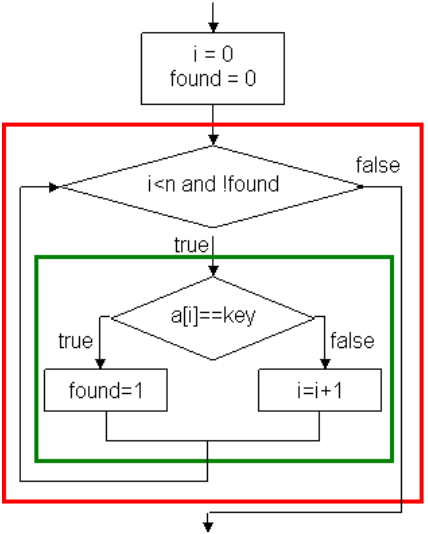 i = 0
found = 0
i<n and !found
false
true
a[i]==key
true
false
found=1
i=i+1